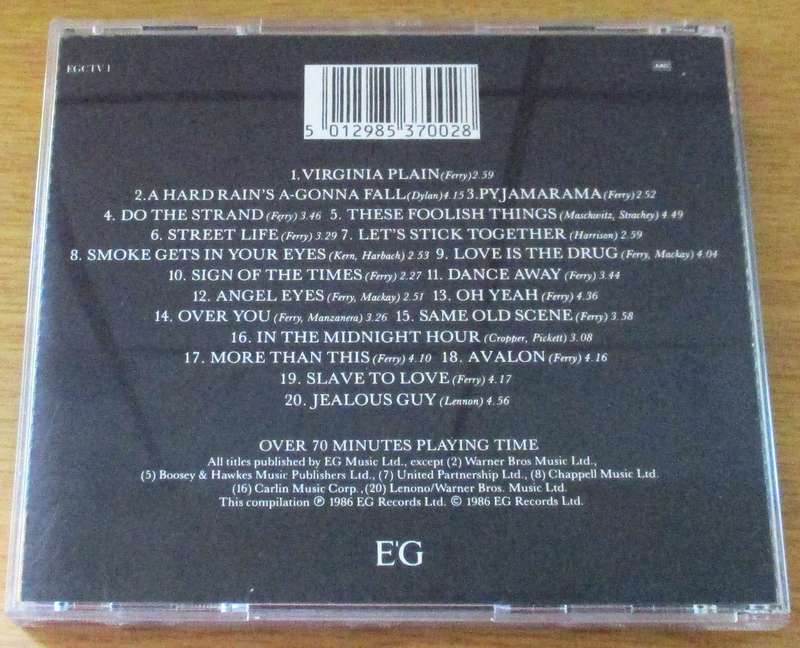 EGCTV 1
AAD
5 012985 370028
1.VIRGINIA PLAIN (Ferry) 2.59
2.A HARD RAIN'S A-GONNA FALL (Dylan) 4.15 3.PYJAMARAMA (Ferry) 2 52
4. DO THE STRAND (Ferry) 3.46 5. THESE FOOLISH THINGS (Maschwitz, Strachey) 4.49
6. STREET LIFE (Ferry) 3.29 7. LET'S STICK TOGETHER (Harrison) 2.59
8. SMOKE GETS IN YOUR EYES (Kern, Harbach) 2 53 9. LOVE IS THE DRUG (Ferry, Mackay) 4 04
10. SIGN OF THE TIMES (Ferry) 2.27 11. DANCE AWAY (Ferry) 3.44
12. ANGEL EYES (Ferry, Mackay) 2.51 13. OH YEAH (Ferry) 4.36
14. OVER YOU (Ferry, Manzanera) 3.26 15. SAME OLD SCENE (Ferry) 3.58
16. IN THE MIDNIGHT HOUR (Cropper, Pickett) 3.08
17. MORE THAN THIS (Ferry) 4.10 18. AVALON (Ferry) 4.16
19. SLAVE TO LOVE (Ferry) 4.17
20. JEALOUS GUY (Lennon) 4.56
OVER 70 MINUTES PLAYING TIME
All titles published by EG Music Ltd., except (2) Warner Bros Music Ltd.,
(5) Boosey & Hawkes Music Publishers Ltd., (7) United Partnership Ltd., (8) Chappell Music Ltd.
(16) Carlin Music Corp., (20) Lenono/Warner Bros. Music Ltd.
This compilation ℗ 1986 EG Records Ltd. © 1986 EG Records Ltd.
E'G